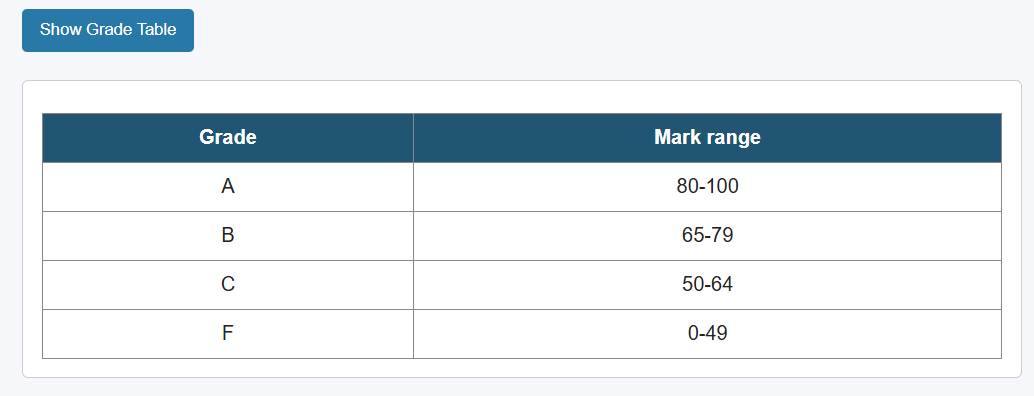 Show Grade Table
Grade Mark range
A 80-100
B 65-79
C 50-64
F 0-49